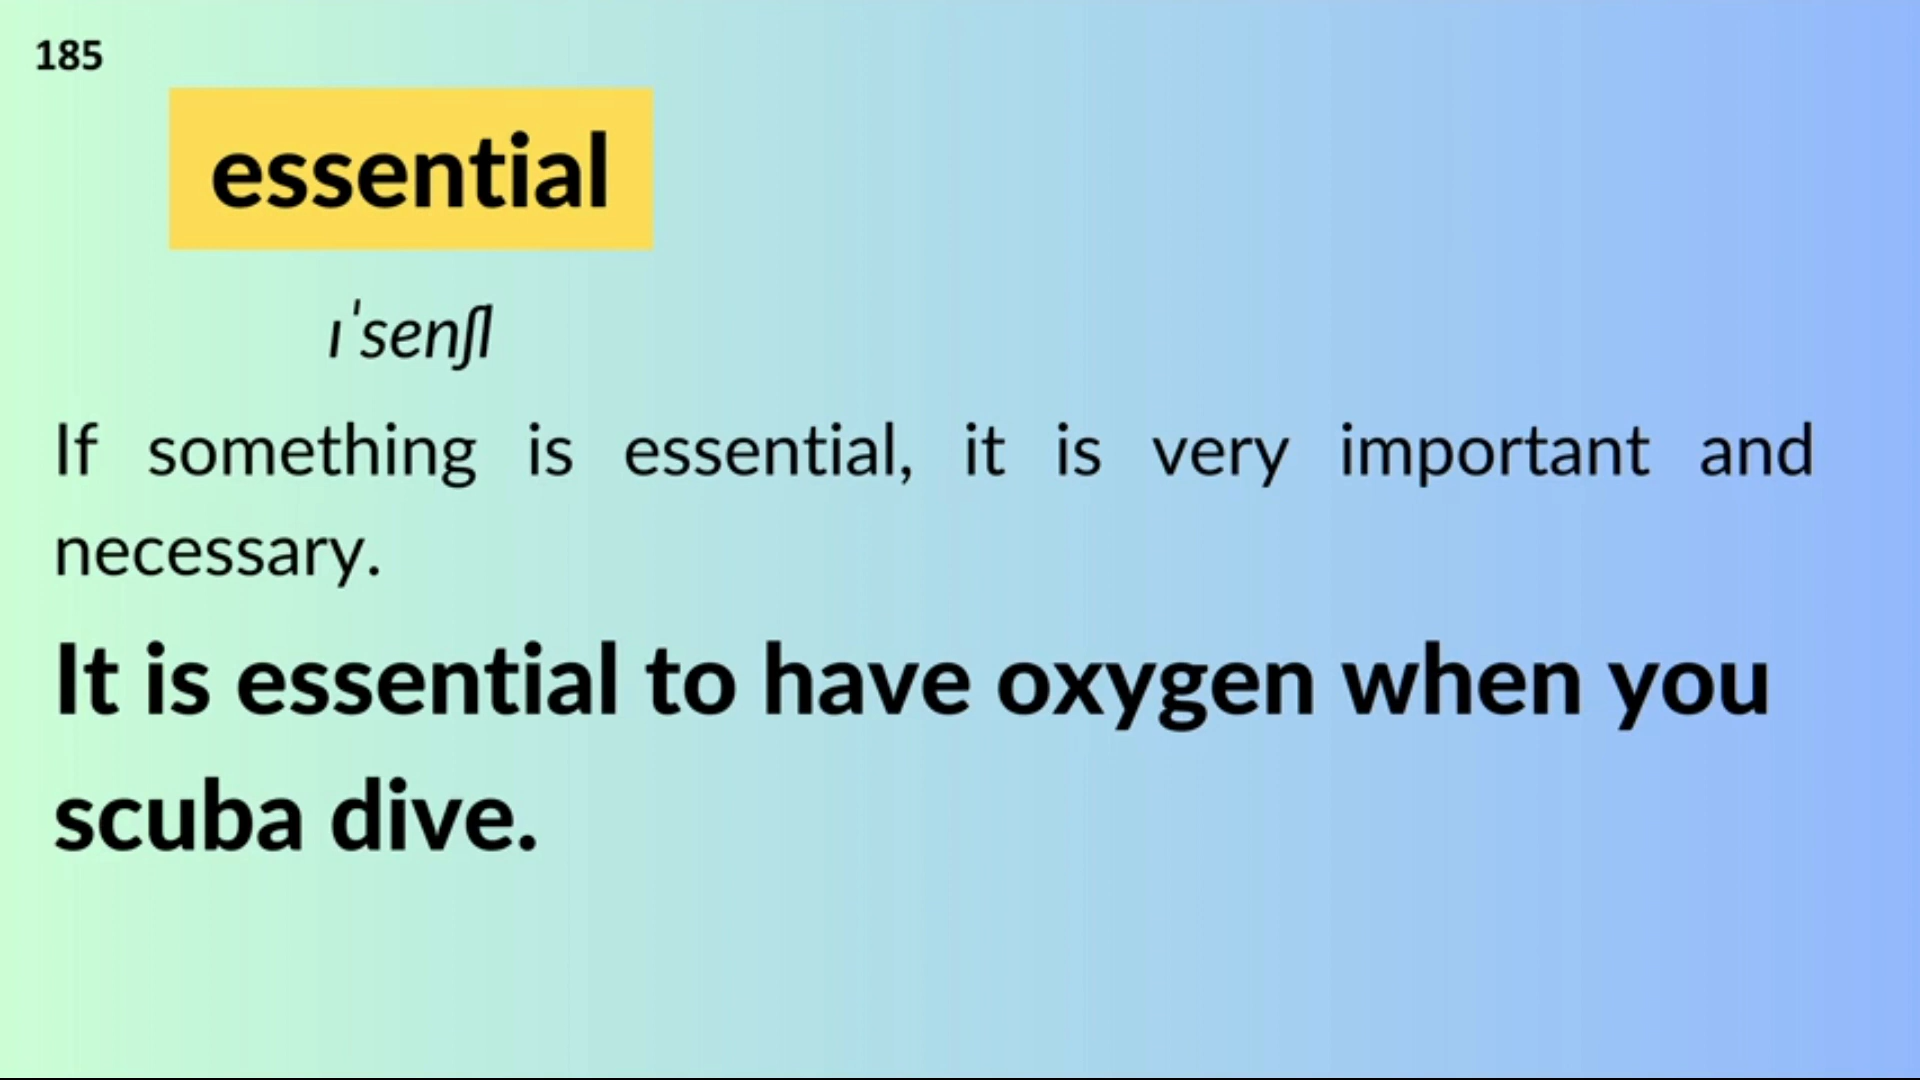 185
essential
ɪˈsenʃl
If something is essential, it is very important and
necessary.
It is essential to have oxygen when you
scuba dive.